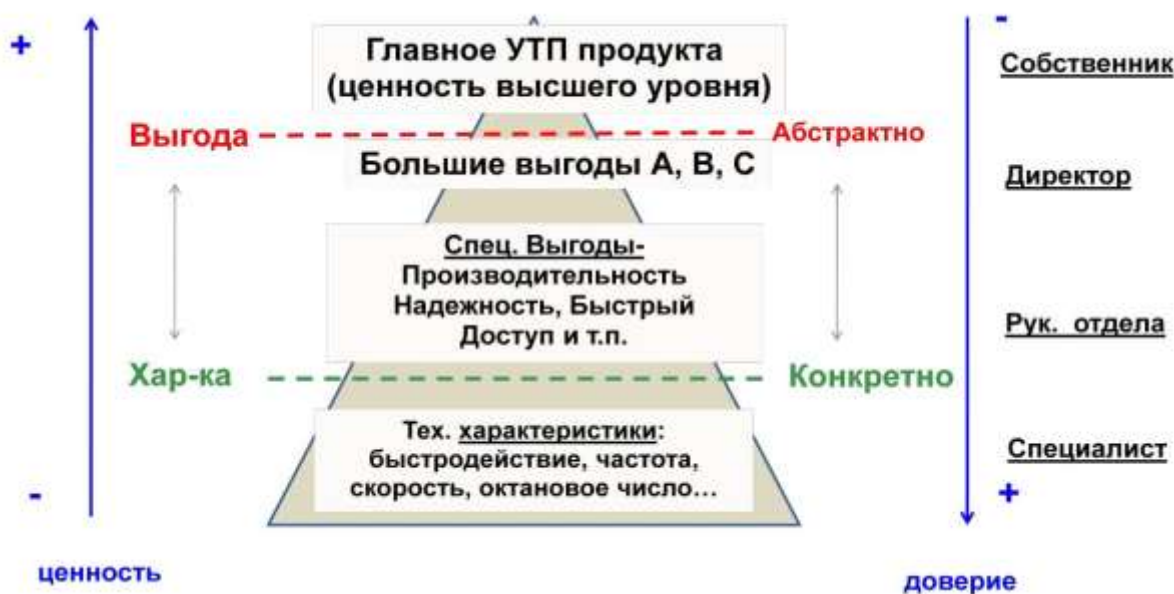 +
-
Главное УТП продукта
(ценность высшего уровня)
Собственник
Выгода
Абстрактно
Большие выгоды А, В, С
Директор
Спец. Выгоды-
Производительность
Надежность, Быстрый
Доступ и т.п.
Рук. отдела
Хар-ка
Конкретно
Тех. характеристики:
быстродействие, частота,
скорость, октановое число...
Специалист
-
+
ценность
доверие